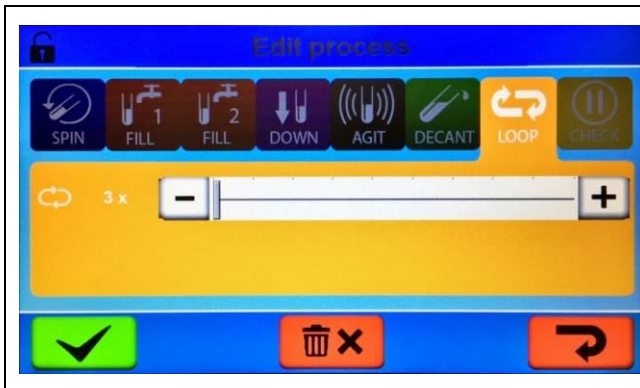 Edit process
1 2
SPIN FILL FILL DOWN AGIT DECANT LOOP CHECK
3 x − +